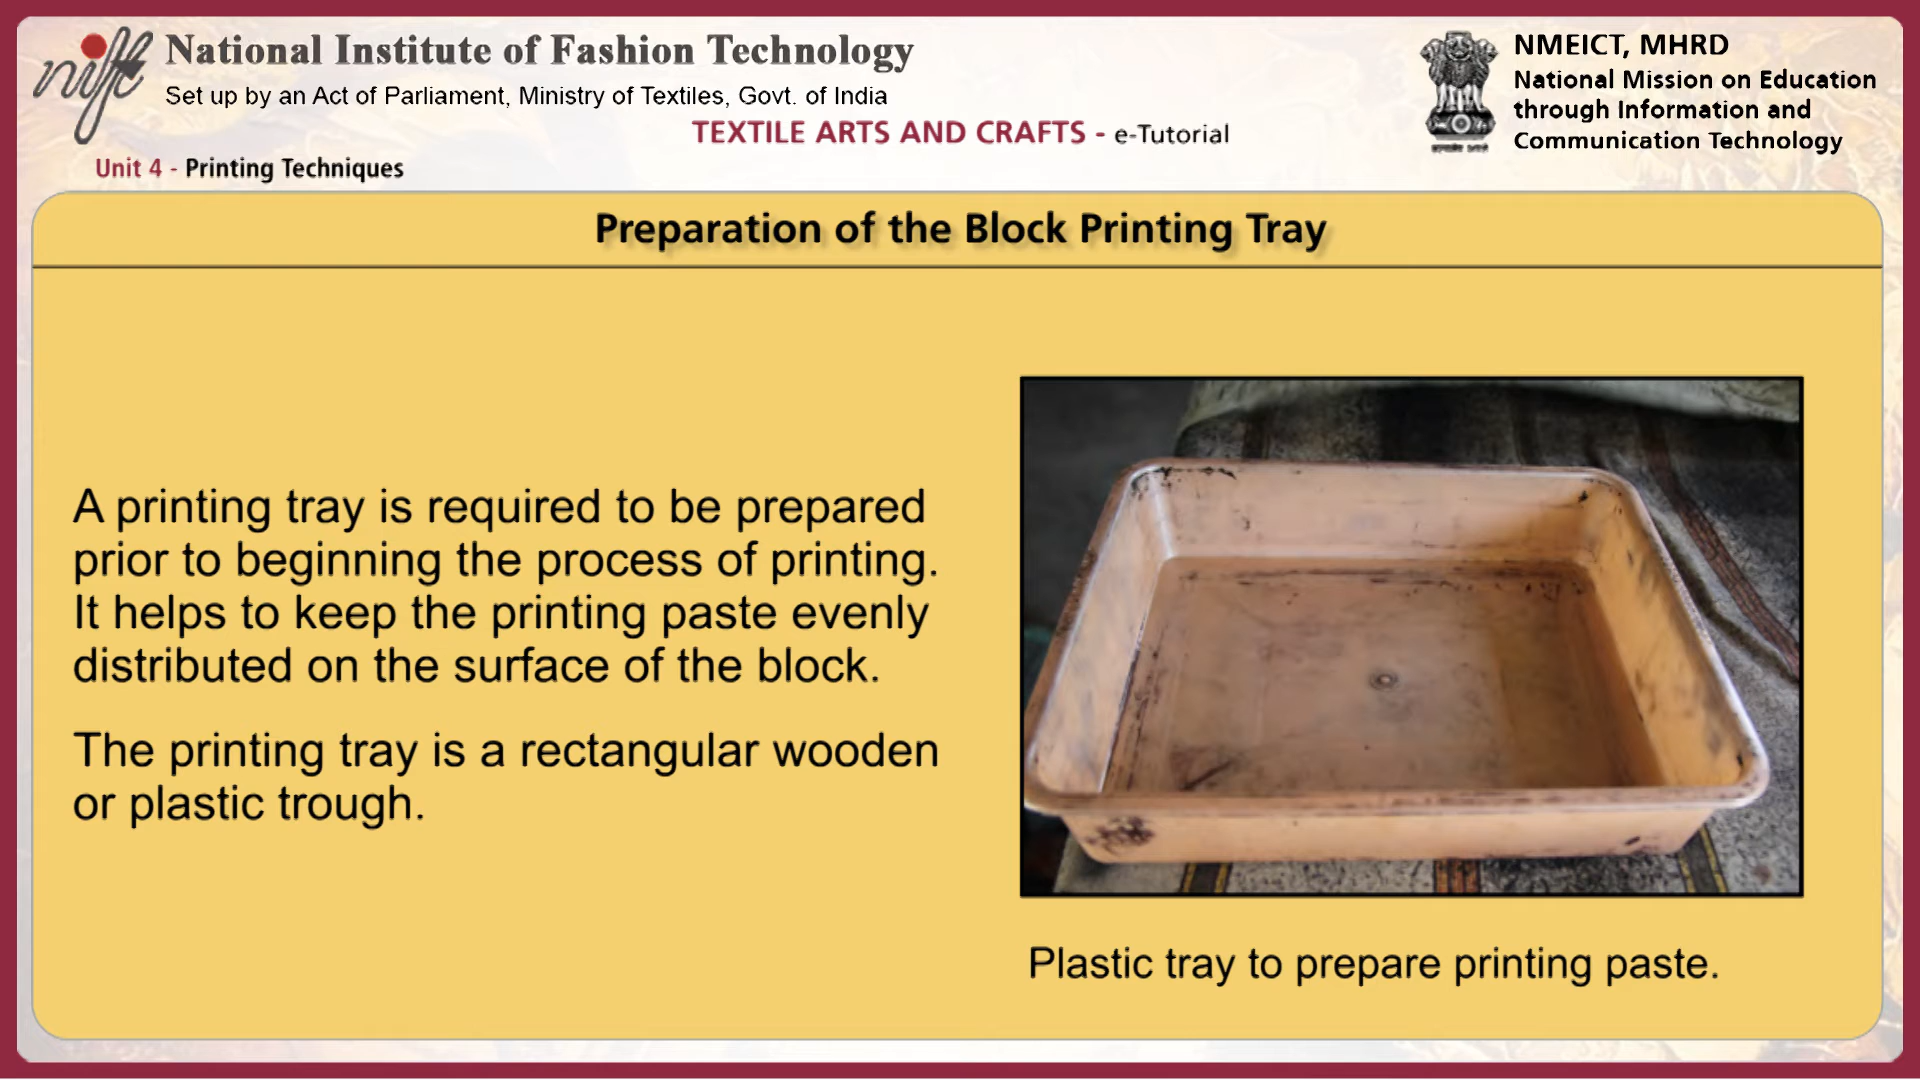 nift
National Institute of Fashion Technology
Set up by an Act of Parliament, Ministry of Textiles, Govt. of India
TEXTILE ARTS AND CRAFTS - e-Tutorial
Unit 4 - Printing Techniques
NMEICT, MHRD
National Mission on Education
through Information and
Communication Technology
Preparation of the Block Printing Tray
A printing tray is required to be prepared
prior to beginning the process of printing.
It helps to keep the printing paste evenly
distributed on the surface of the block.
The printing tray is a rectangular wooden
or plastic trough.
Plastic tray to prepare printing paste.